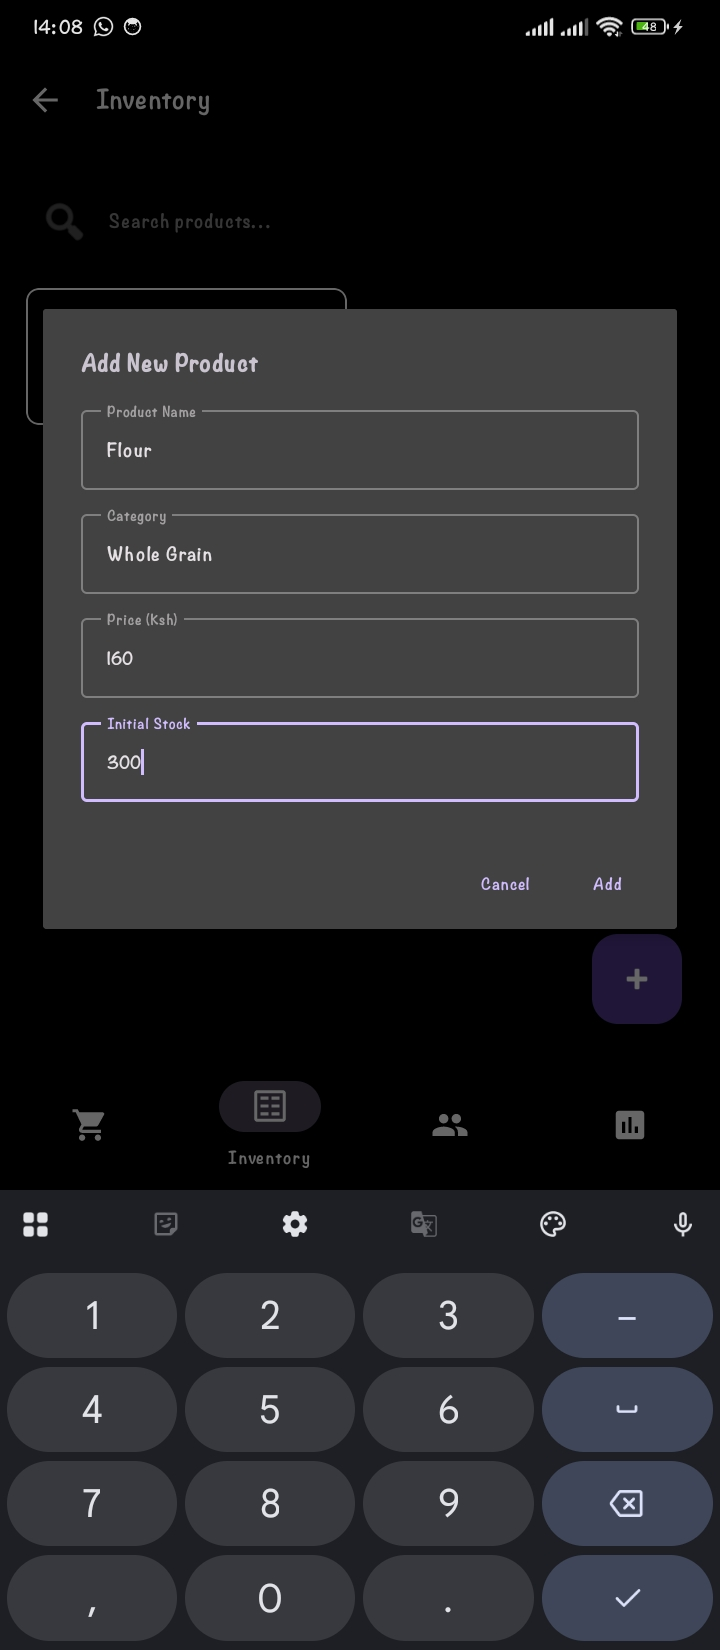 14:08
48
Inventory
Search products...
Add New Product
Product Name
Flour
Category
Whole Grain
Price (Ksh)
160
Initial Stock
300
Cancel Add
+
Inventory
1 2 3 –
4 5 6
7 8 9
, 0 .